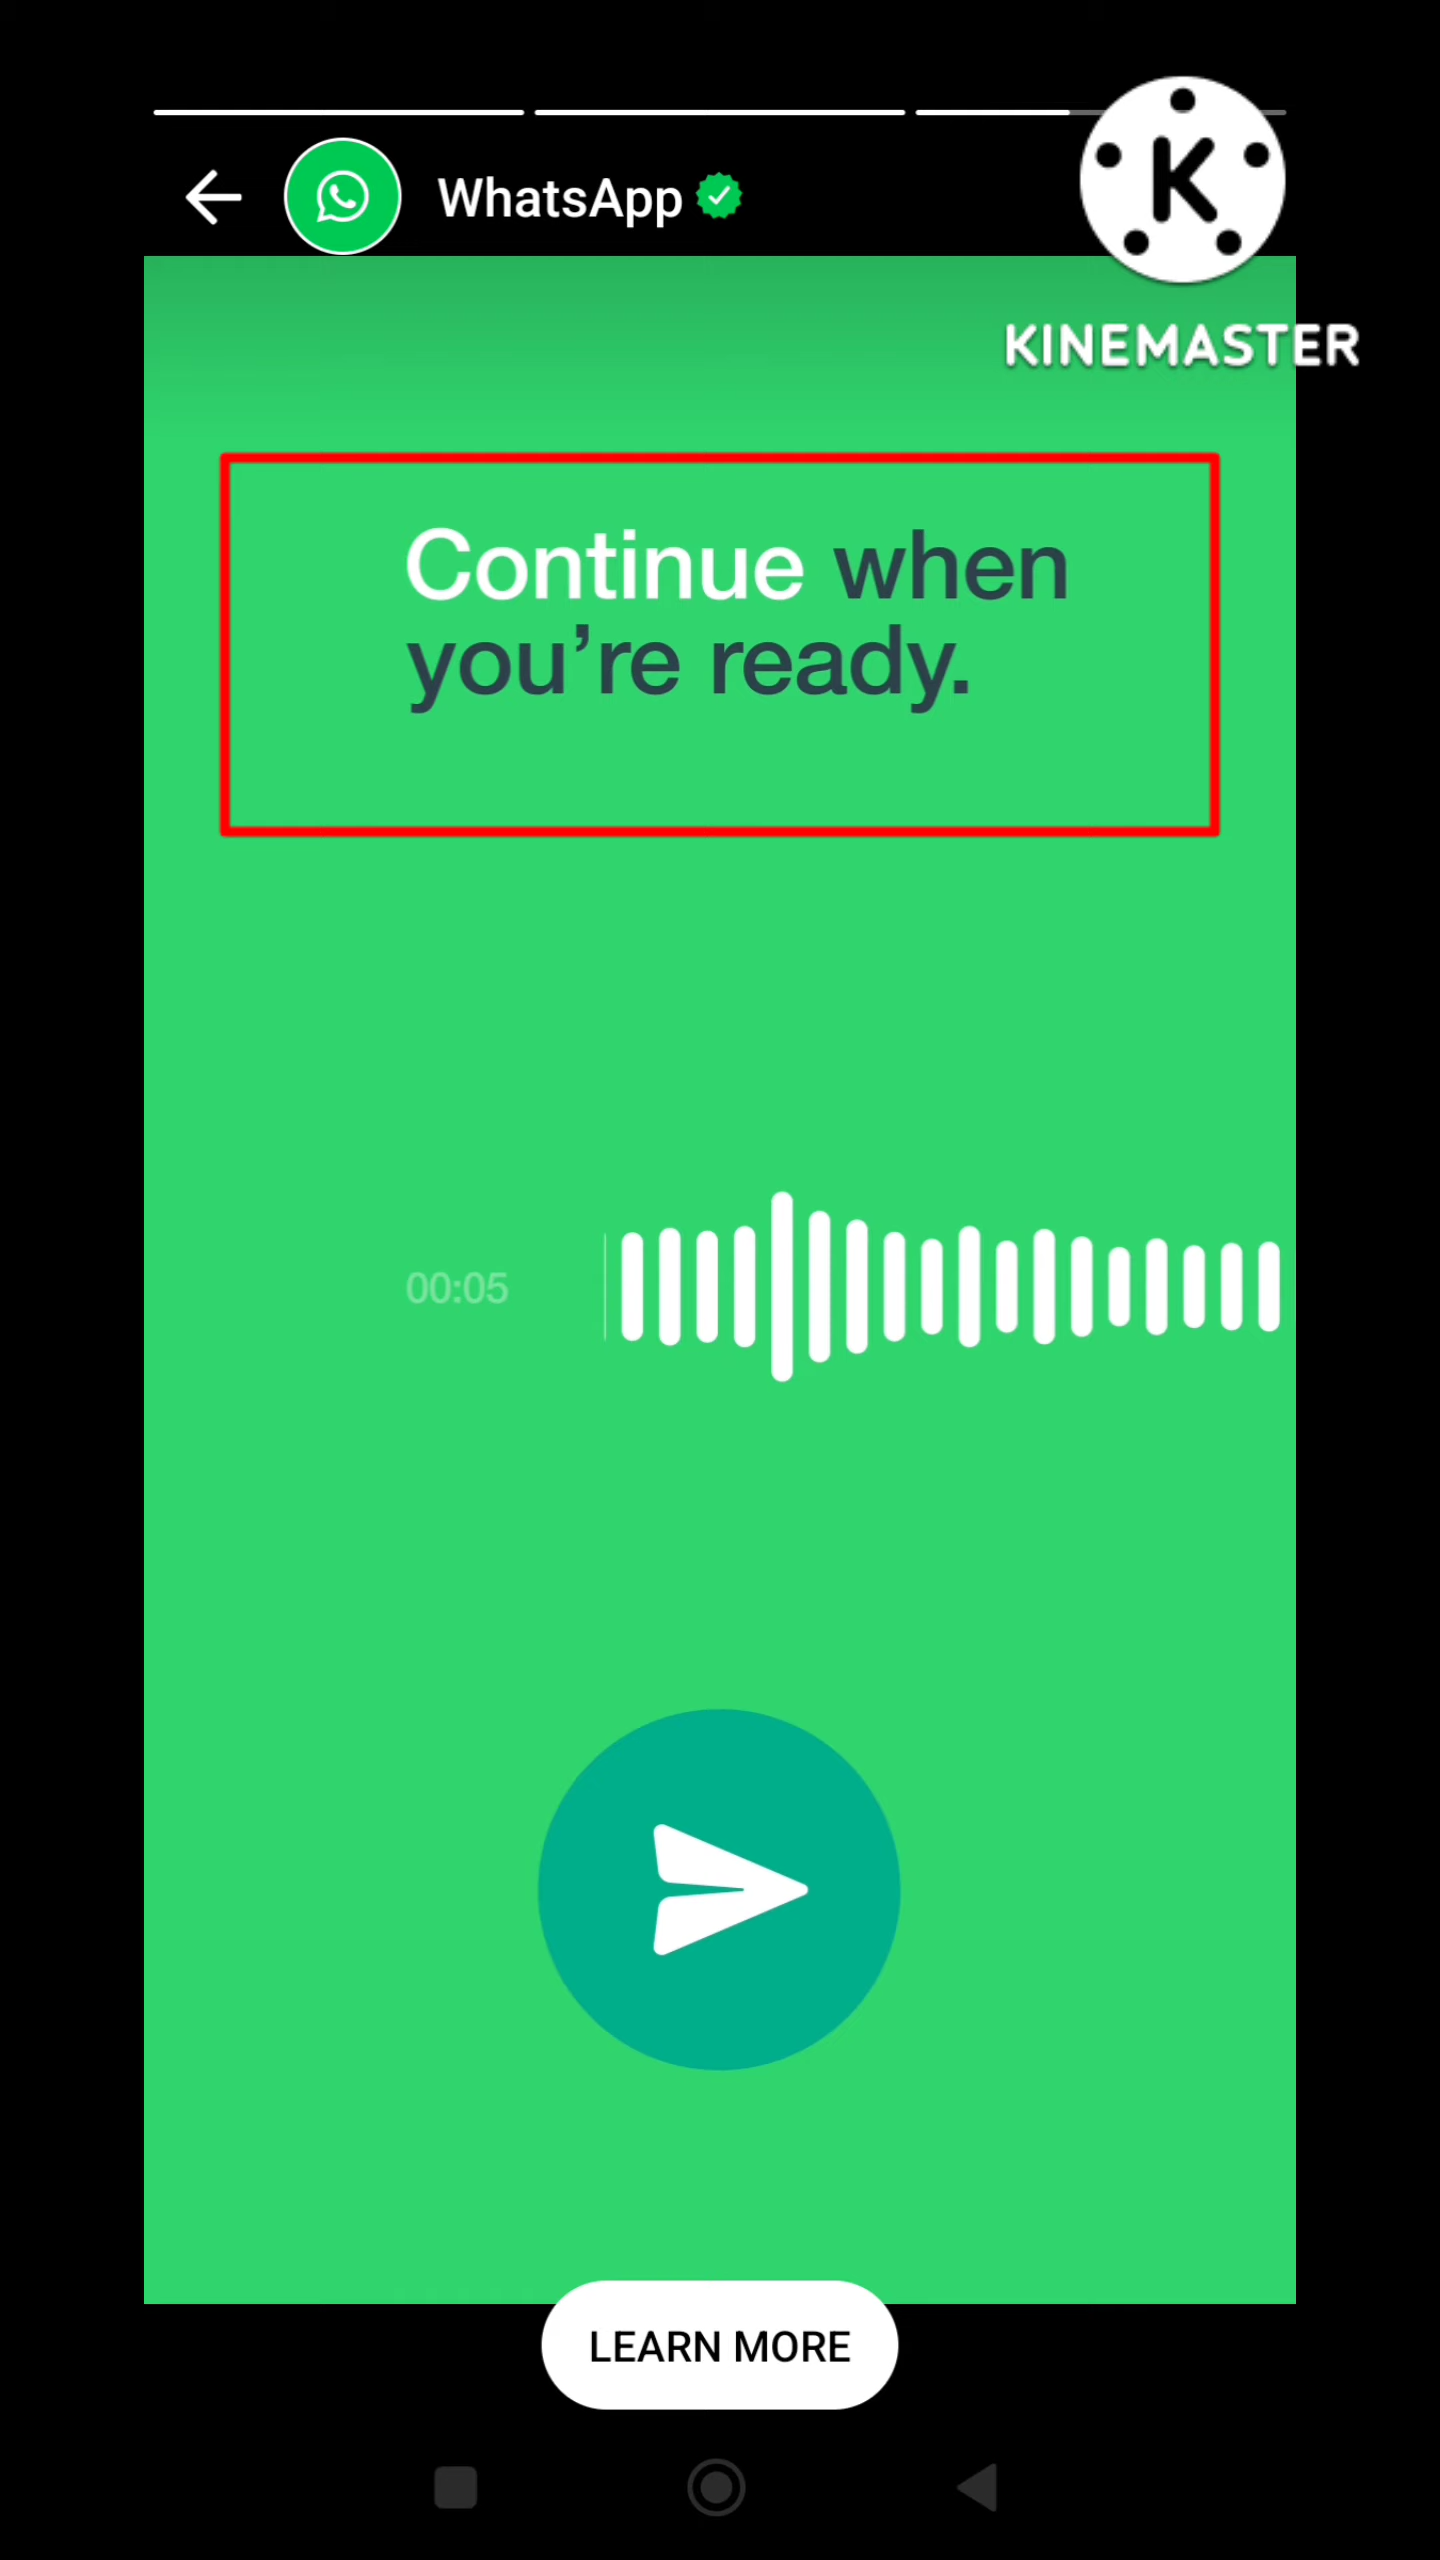 WhatsApp
KINEMASTER
Continue when
you’re ready.
00:05
LEARN MORE